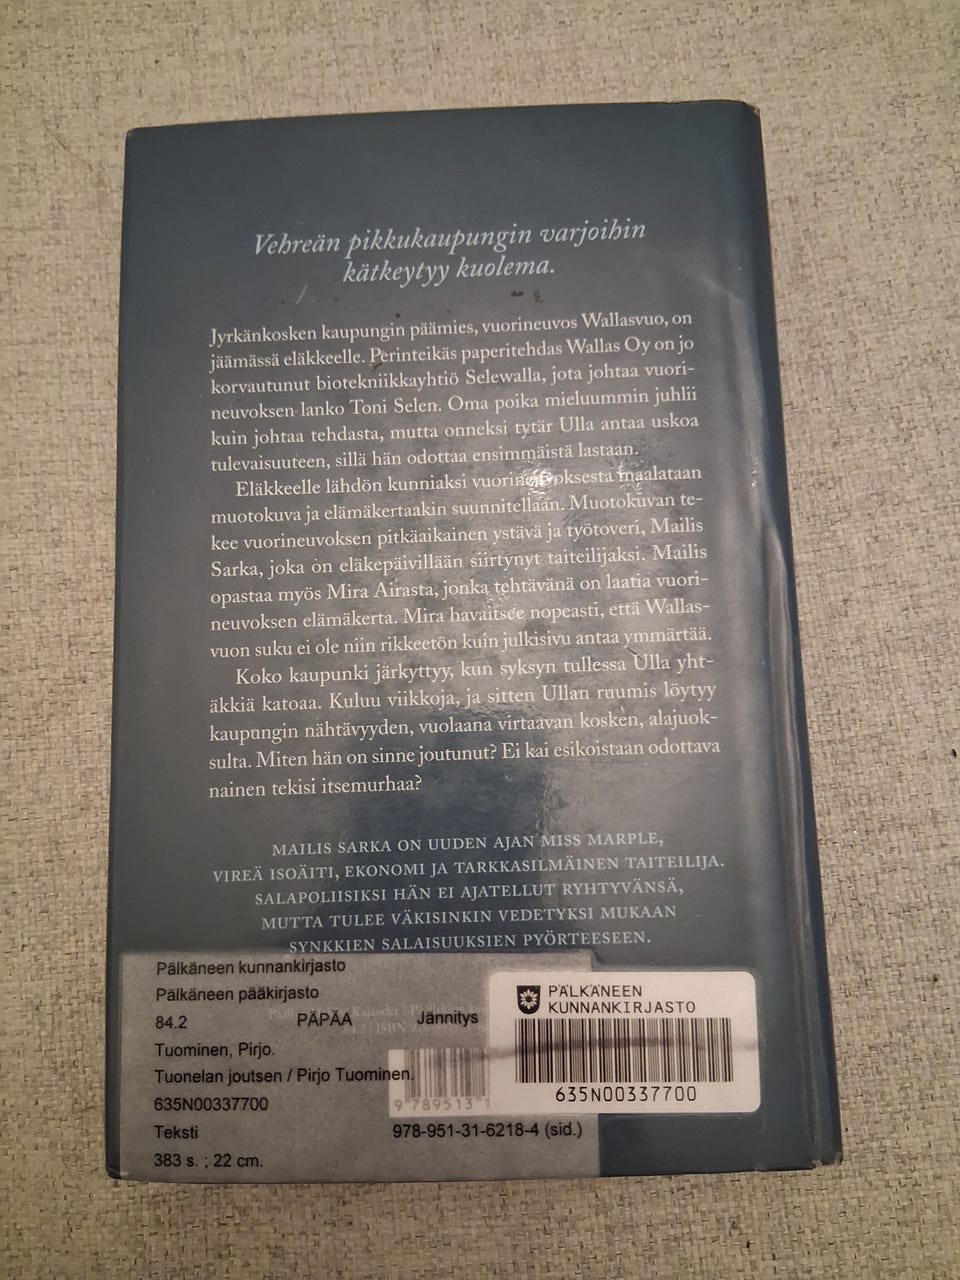 Vehreän pikkukaupungin varjoihin
kätkeytyy kuolema.
Jyrkänkosken kaupungin päämies, vuorineuvos Wallasvuo, on
jäämässä eläkkeelle. Perinteikäs paperitehdas Wallas Oy on jo
korvautunut biotekniikkayhtiö Selewalla, jota johtaa vuori-
neuvoksen lanko Toni Selen. Oma poika mieluummin juhlii
kuin johtaa tehdasta, mutta onneksi tytär Ulla antaa uskoa
tulevaisuuteen, sillä hän odottaa ensimmäistä lastaan.
Eläkkeelle lähdön kunniaksi vuorineuvoksesta maalataan
muotokuva ja elämäkertaakin suunnitellaan. Muotokuvan te-
kee vuorineuvoksen pitkäaikainen ystävä ja työtoveri, Mailis
Sarka, joka on eläkepäivillään siirtynyt taiteilijaksi. Mailis
opastaa myös Mira Airasta, jonka tehtävänä on laatia vuori-
neuvoksen elämäkerta. Mira havaitsee nopeasti, että Wallas-
vuon suku ei ole niin rikkeetön kuin julkisivu antaa ymmärtää.
Koko kaupunki järkyttyy, kun syksyn tullessa Ulla yht-
äkkiä katoaa. Kuluu viikkoja, ja sitten Ullan ruumis löytyy
kaupungin nähtävyyden, vuolaana virtaavan kosken, alajuok-
sulta. Miten hän on sinne joutunut? Ei kai esikoistaan odottava
nainen tekisi itsemurhaa?
MAILIS SARKA ON UUDEN AJAN MISS MARPLE,
VIREÄ ISOÄITI, EKONOMI JA TARKKASILMÄINEN TAITEILIJA.
SALAPOLIISIKSI HÄN EI AJATELLUT RYHTYVÄNSÄ,
MUTTA TULEE VÄKISINKIN VEDETYKSI MUKAAN
SYNKKIEN SALAISUUKSIEN PYÖRTEESEEN.
Pälkäneen kunnankirjasto
Pälkäneen pääkirjasto
Kajander
84.2 PÄPÄA Jännitys
ISBN
Tuominen, Pirjo.
Tuonelan joutsen / Pirjo Tuominen.
635N00337700
9 789513 1
Teksti 978-951-31-6218-4 (sid.)
383 s. ; 22 cm.
PÄLKÄNEEN
KUNNANKIRJASTO
635N00337700